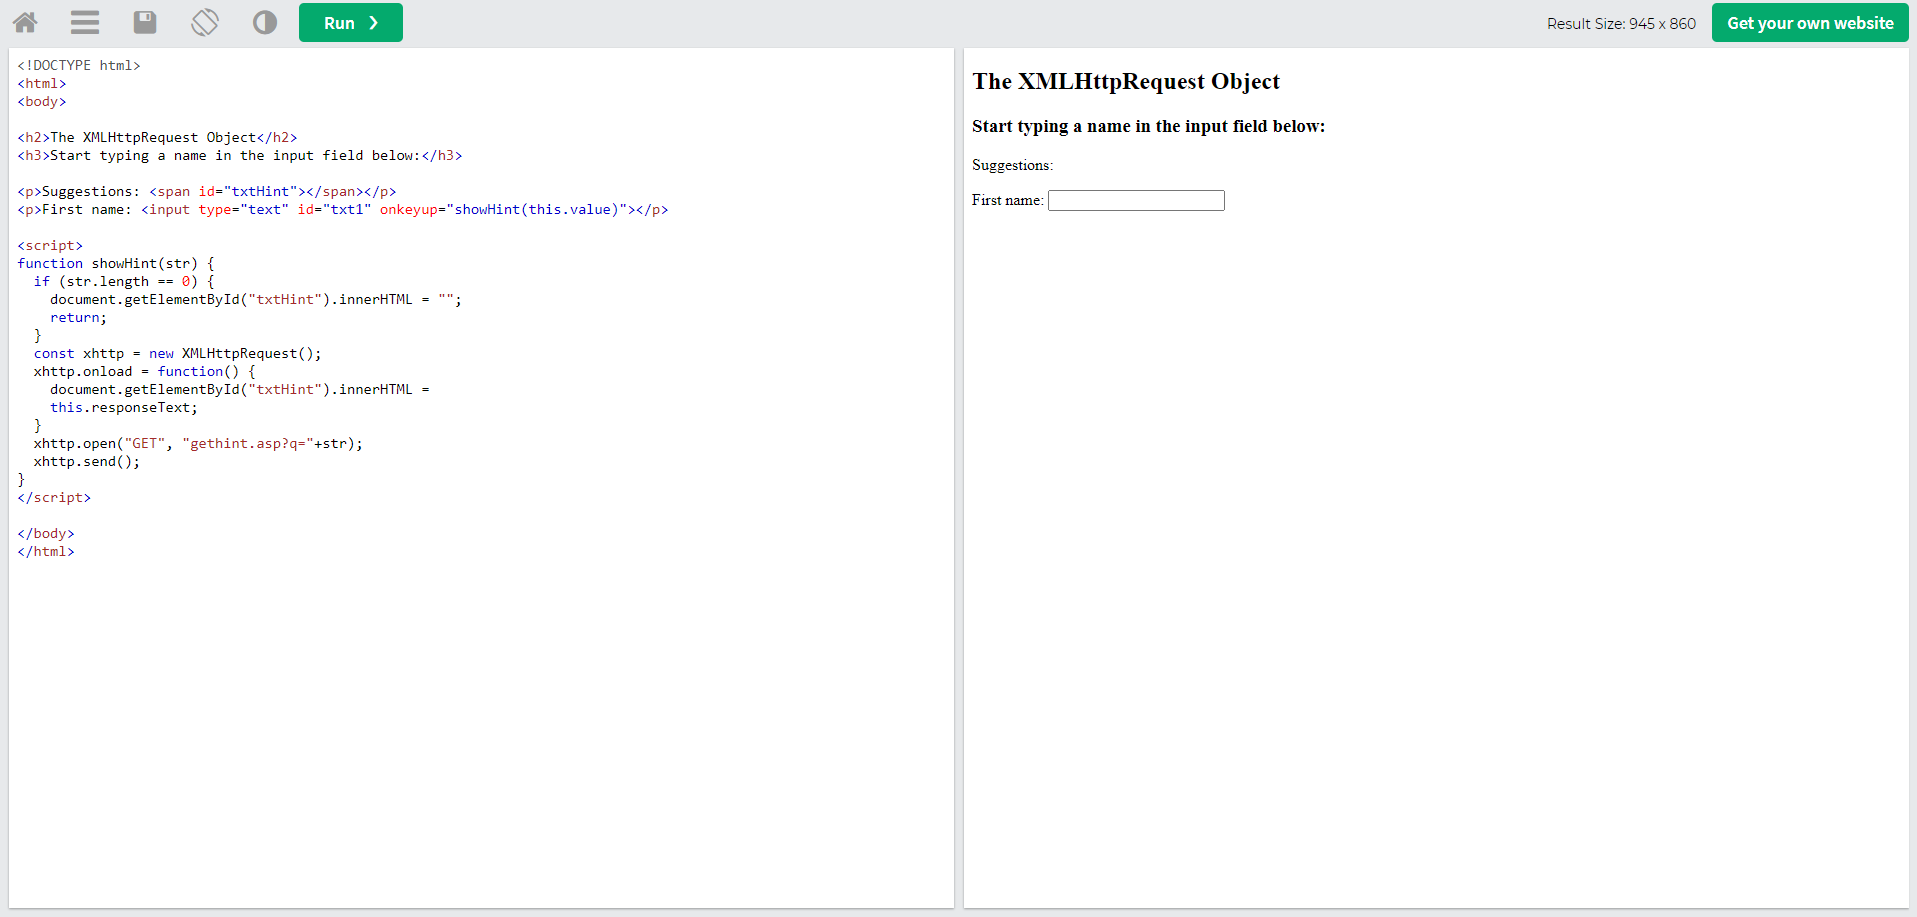 Run ❯
Result Size: 945 x 860
Get your own website
<!DOCTYPE html>
<html>
<body>

<h2>The XMLHttpRequest Object</h2>
<h3>Start typing a name in the input field below:</h3>

<p>Suggestions: <span id="txtHint"></span></p>
<p>First name: <input type="text" id="txt1" onkeyup="showHint(this.value)"></p>

<script>
function showHint(str) {
  if (str.length == 0) {
    document.getElementById("txtHint").innerHTML = "";
    return;
  }
  const xhttp = new XMLHttpRequest();
  xhttp.onload = function() {
    document.getElementById("txtHint").innerHTML =
    this.responseText;
  }
  xhttp.open("GET", "gethint.asp?q="+str);
  xhttp.send();
}
</script>

</body>
</html>
The XMLHttpRequest Object
Start typing a name in the input field below:
Suggestions:
First name: